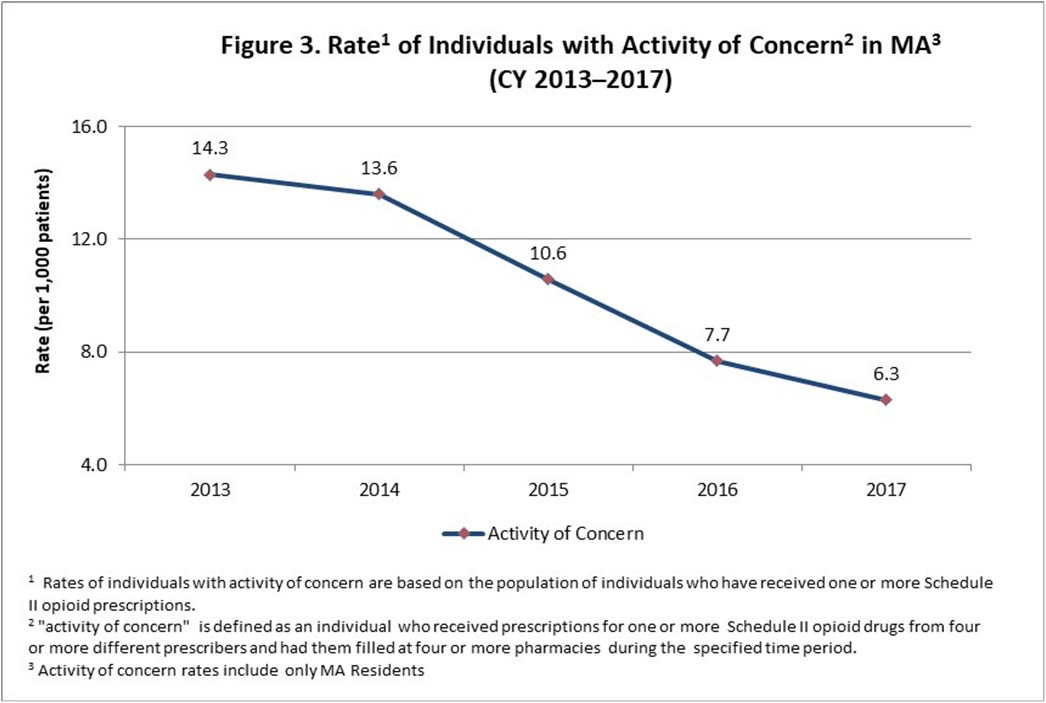 Figure 3. Rate¹ of Individuals with Activity of Concern² in MA³
(CY 2013–2017)
16.0
14.3
13.6
12.0
10.6
8.0
7.7
6.3
4.0
Rate (per 1,000 patients)
2013 2014 2015 2016 2017
Activity of Concern
¹ Rates of individuals with activity of concern are based on the population of individuals who have received one or more Schedule
II opioid prescriptions.
² "activity of concern" is defined as an individual who received prescriptions for one or more Schedule II opioid drugs from four
or more different prescribers and had them filled at four or more pharmacies during the specified time period.
³ Activity of concern rates include only MA Residents